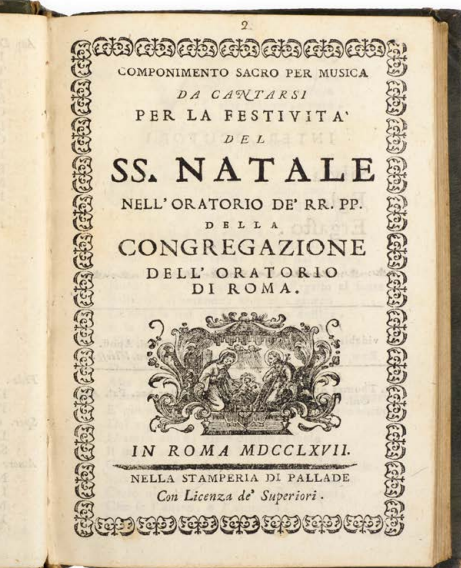 2
COMPONIMENTO SACRO PER MUSICA
DA CANTARSI
PER LA FESTIVITA'
DEL
SS. NATALE
NELL' ORATORIO DE' RR. PP.
DELLA
CONGREGAZIONE
DELL' ORATORIO
DI ROMA.
IN ROMA MDCCLXVII.
NELLA STAMPERIA DI PALLADE
Con Licenza de' Superiori.